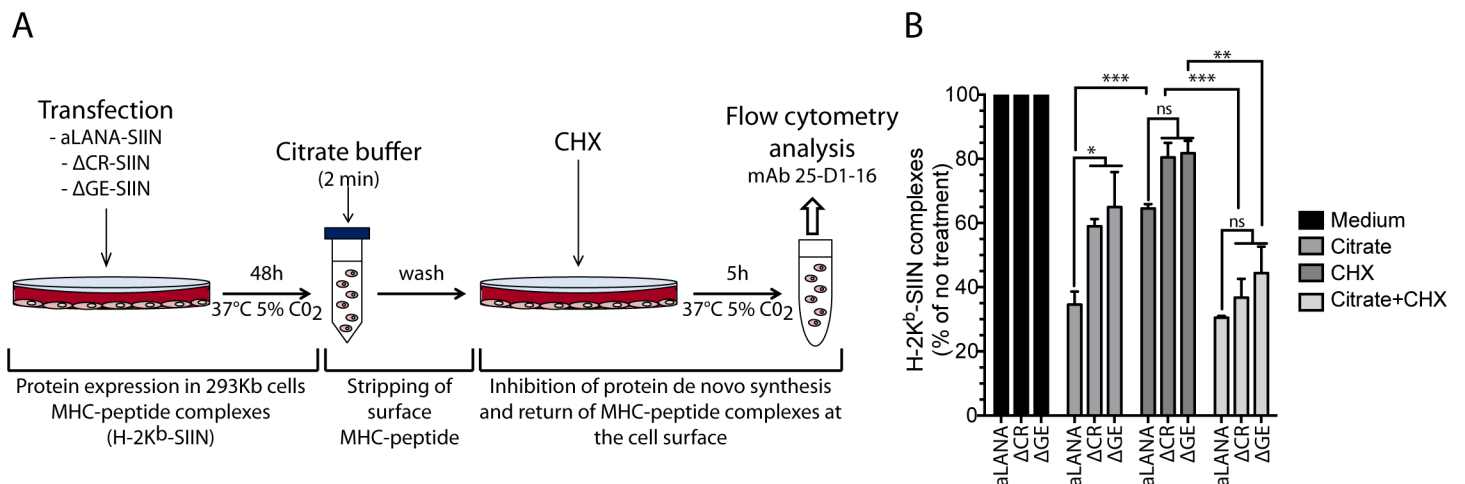 A
Transfection
- aLANA-SIIN
- ΔCR-SIIN
- ΔGE-SIIN
Citrate buffer
(2 min)
CHX
Flow cytometry
analysis
mAb 25-D1-16
48h
37°C 5% C02
wash
5h
37°C 5% C02
Protein expression in 293Kb cells
MHC-peptide complexes
(H-2Kb-SIIN)
Stripping of
surface
MHC-peptide
Inhibition of protein de novo synthesis
and return of MHC-peptide complexes at
the cell surface
B
H-2Kb-SIIN complexes
(% of no treatment)
100
80
60
40
20
0
***
*
ns
***
**
ns
aLANA
ΔCR
ΔGE
aLANA
ΔCR
ΔGE
aLANA
ΔCR
ΔGE
aLANA
ΔCR
ΔGE
Medium
Citrate
CHX
Citrate+CHX